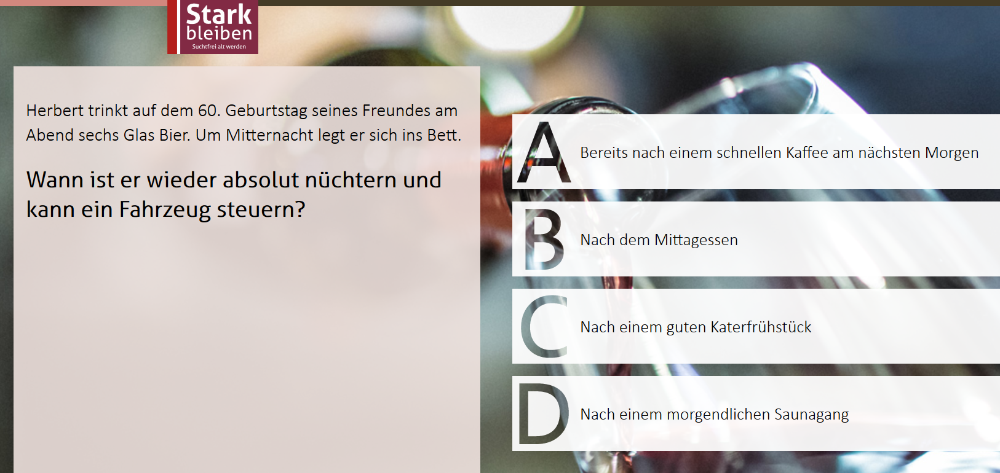 Stark
bleiben
Suchtfrei alt werden
Herbert trinkt auf dem 60. Geburtstag seines Freundes am
Abend sechs Glas Bier. Um Mitternacht legt er sich ins Bett.
Wann ist er wieder absolut nüchtern und
kann ein Fahrzeug steuern?
A Bereits nach einem schnellen Kaffee am nächsten Morgen
B Nach dem Mittagessen
C Nach einem guten Katerfrühstück
D Nach einem morgendlichen Saunagang